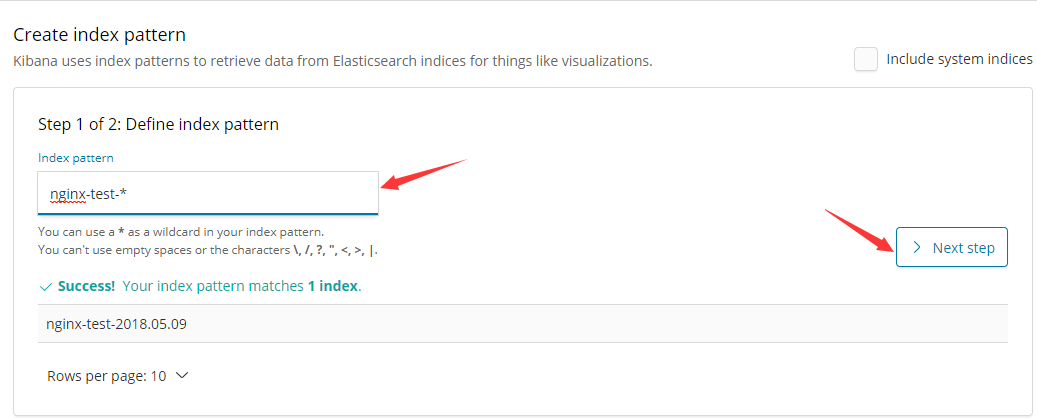 Create index pattern
Kibana uses index patterns to retrieve data from Elasticsearch indices for things like visualizations.
Include system indices
Step 1 of 2: Define index pattern
Index pattern
nginx-test-*
You can use a * as a wildcard in your index pattern.
You can't use empty spaces or the characters \, /, ?, ", <, >, |.
Next step
Success! Your index pattern matches 1 index.
nginx-test-2018.05.09
Rows per page: 10